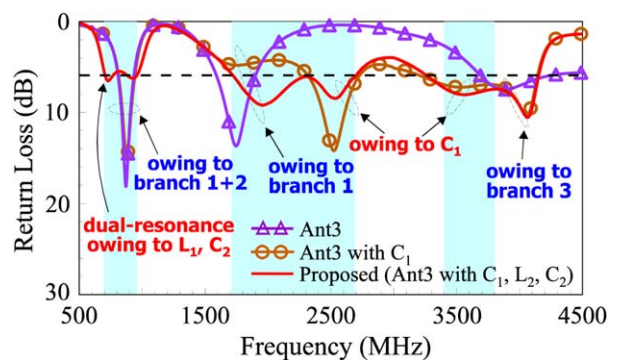 0
10
20
30
Return Loss (dB)
owing to
branch 1+2
owing to
branch 1
owing to C1
owing to
branch 3
dual-resonance
owing to L1, C2
Ant3
Ant3 with C1
Proposed (Ant3 with C1, L2, C2)
500
1500
2500
3500
4500
Frequency (MHz)